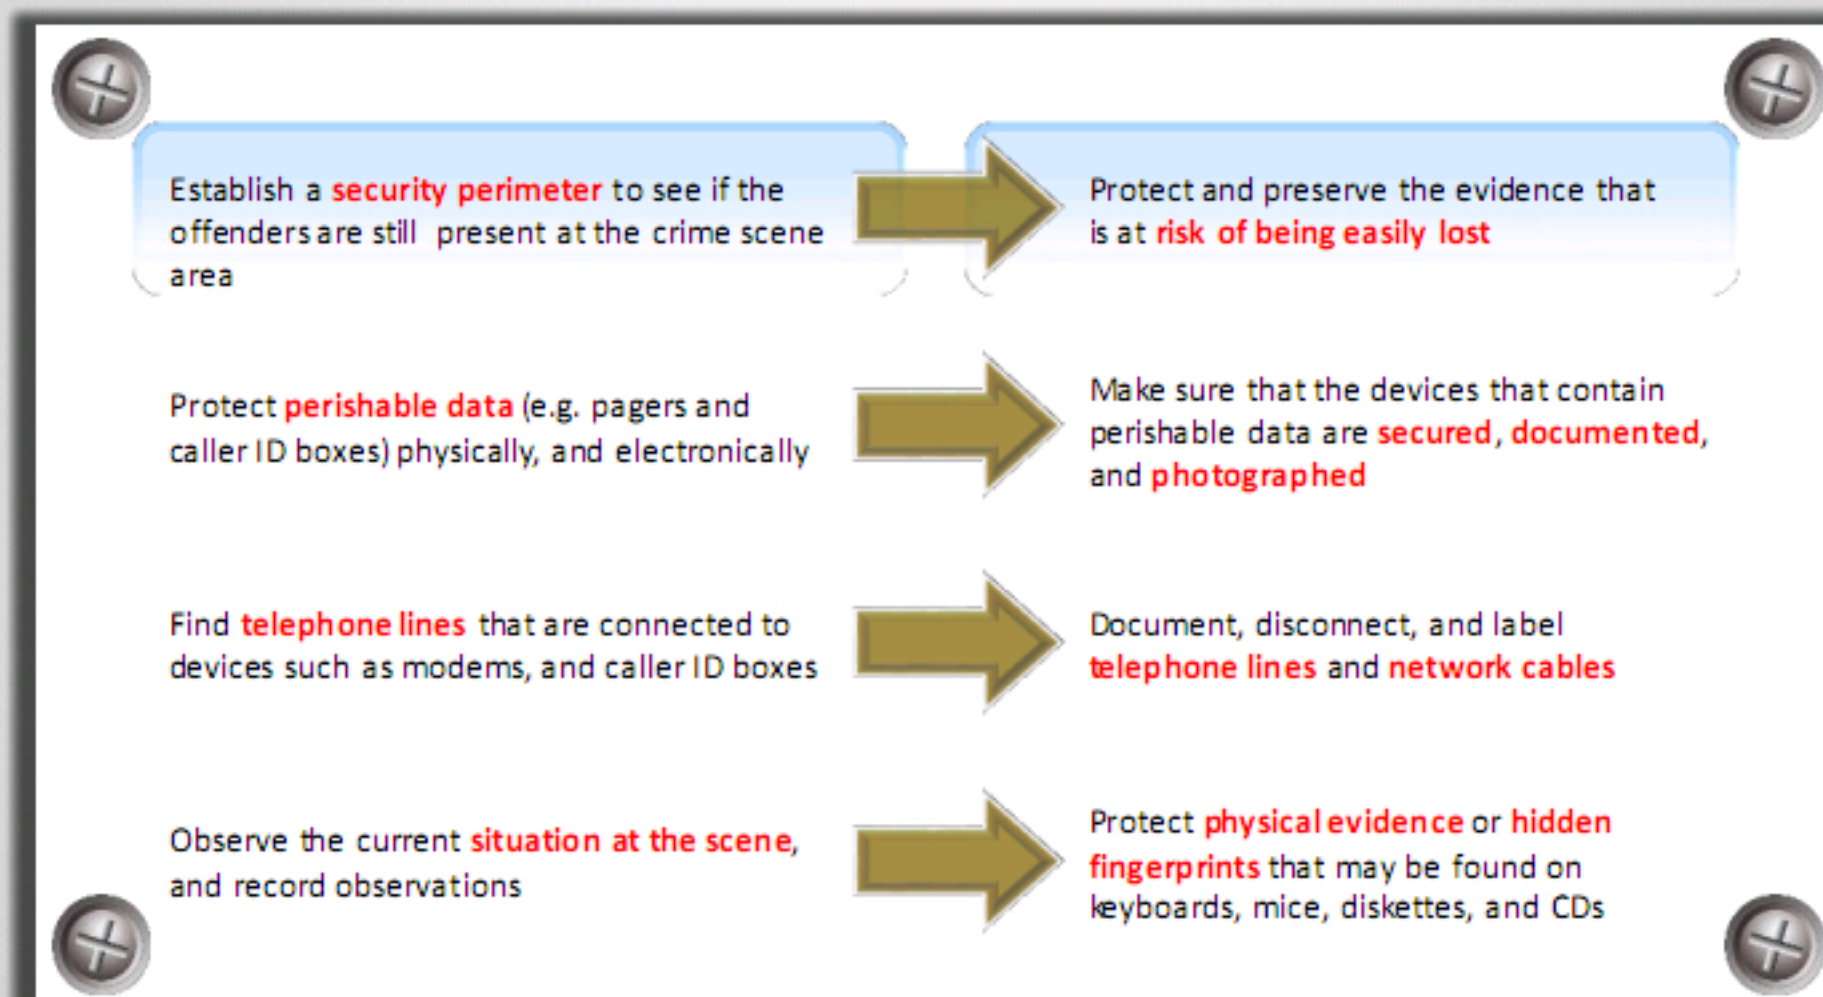 Establish a security perimeter to see if the
offenders are still present at the crime scene
area
Protect and preserve the evidence that
is at risk of being easily lost
Protect perishable data (e.g. pagers and
caller ID boxes) physically, and electronically
Make sure that the devices that contain
perishable data are secured, documented,
and photographed
Find telephone lines that are connected to
devices such as modems, and caller ID boxes
Document, disconnect, and label
telephone lines and network cables
Observe the current situation at the scene,
and record observations
Protect physical evidence or hidden
fingerprints that may be found on
keyboards, mice, diskettes, and CDs